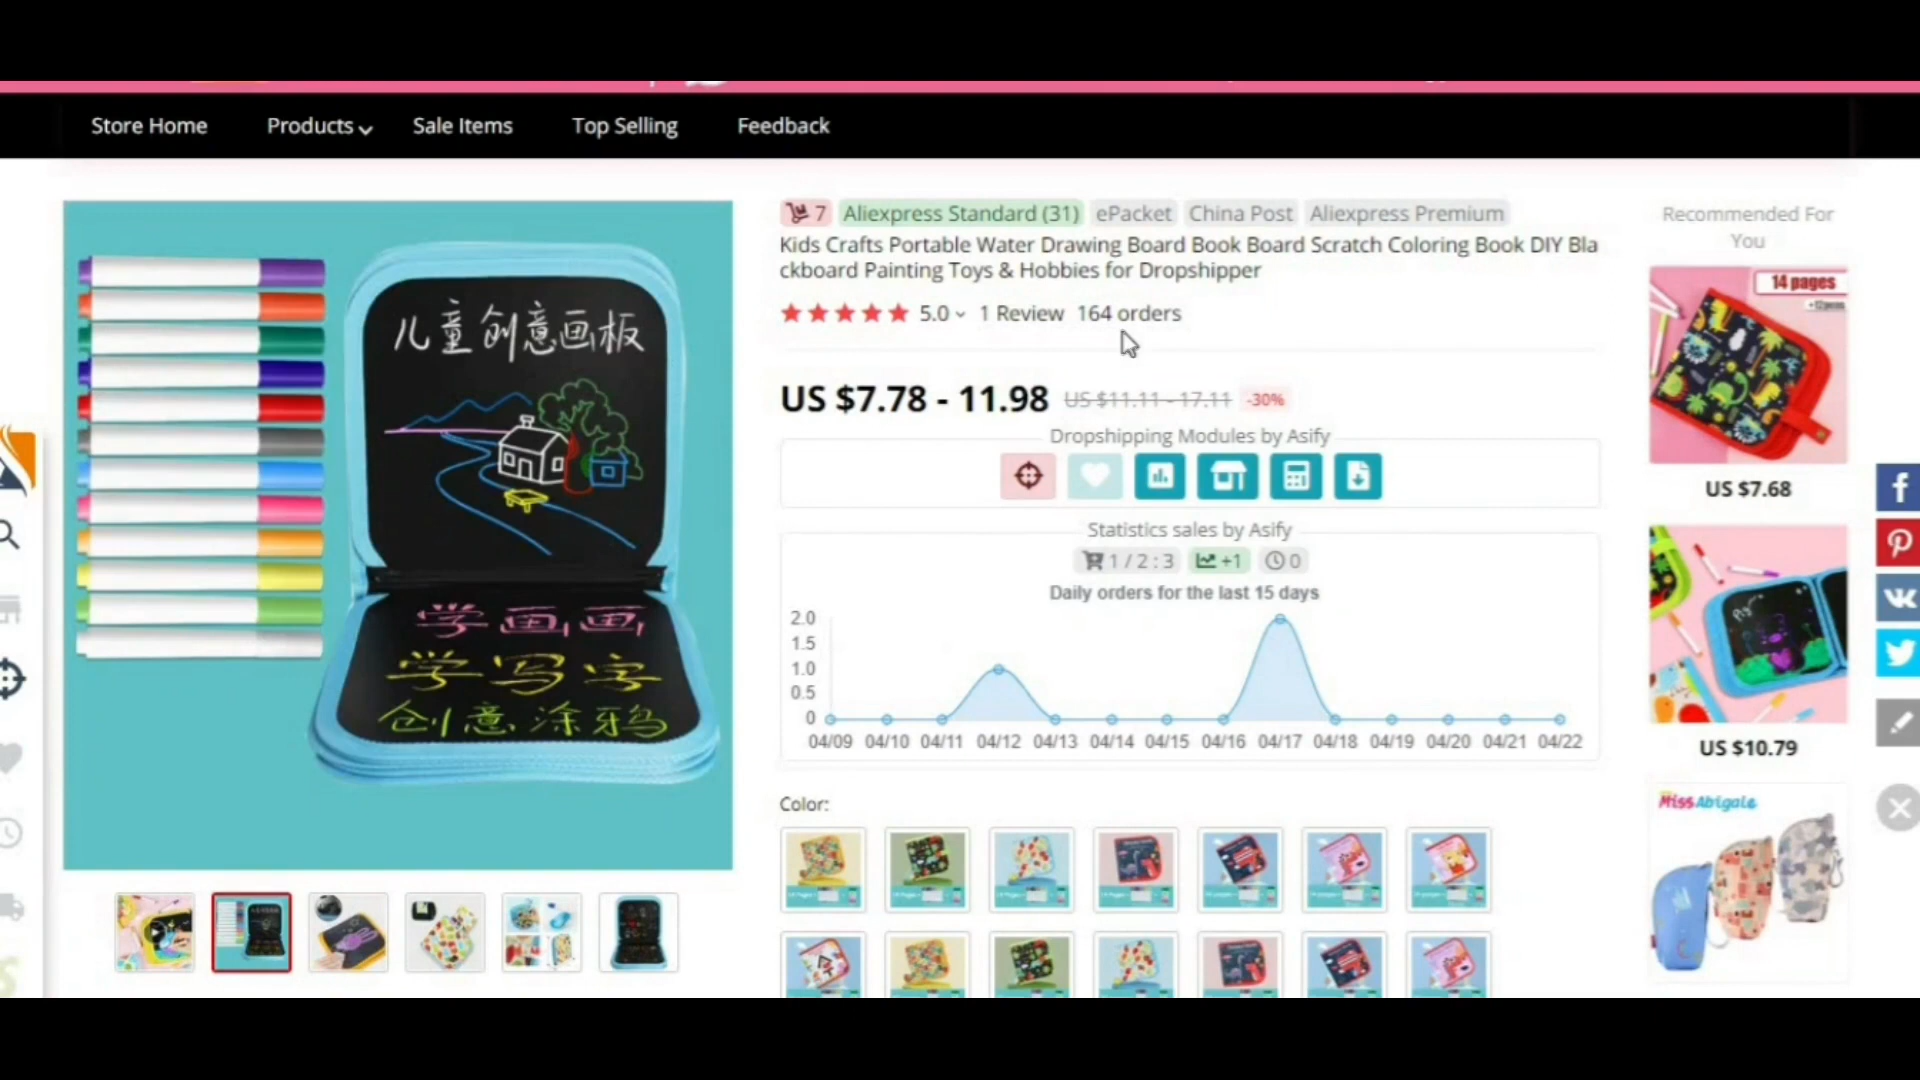 Store Home Products Sale Items Top Selling Feedback
儿童创意画板
学画画
学写字
创意涂鸦
7 Aliexpress Standard (31) ePacket China Post Aliexpress Premium
Kids Crafts Portable Water Drawing Board Book Board Scratch Coloring Book DIY Bla
ckboard Painting Toys & Hobbies for Dropshipper
5.0 1 Review 164 orders
US $7.78 - 11.98 US $11.11 - 17.11 -30%
Dropshipping Modules by Asify
Statistics sales by Asify
1 / 2 : 3 +1 0
Daily orders for the last 15 days
2.0
1.5
1.0
0.5
0
04/09 04/10 04/11 04/12 04/13 04/14 04/15 04/16 04/17 04/18 04/19 04/20 04/21 04/22
Color:
Recommended For
You
14 pages
+12pens
US $7.68
US $10.79
Miss Abigale